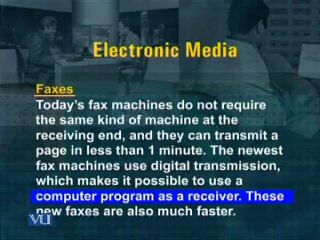 Electronic Media
Faxes
Today's fax machines do not require
the same kind of machine at the
receiving end, and they can transmit a
page in less than 1 minute. The newest
fax machines use digital transmission,
which makes it possible to use a
computer program as a receiver. These
new faxes are also much faster.
VU